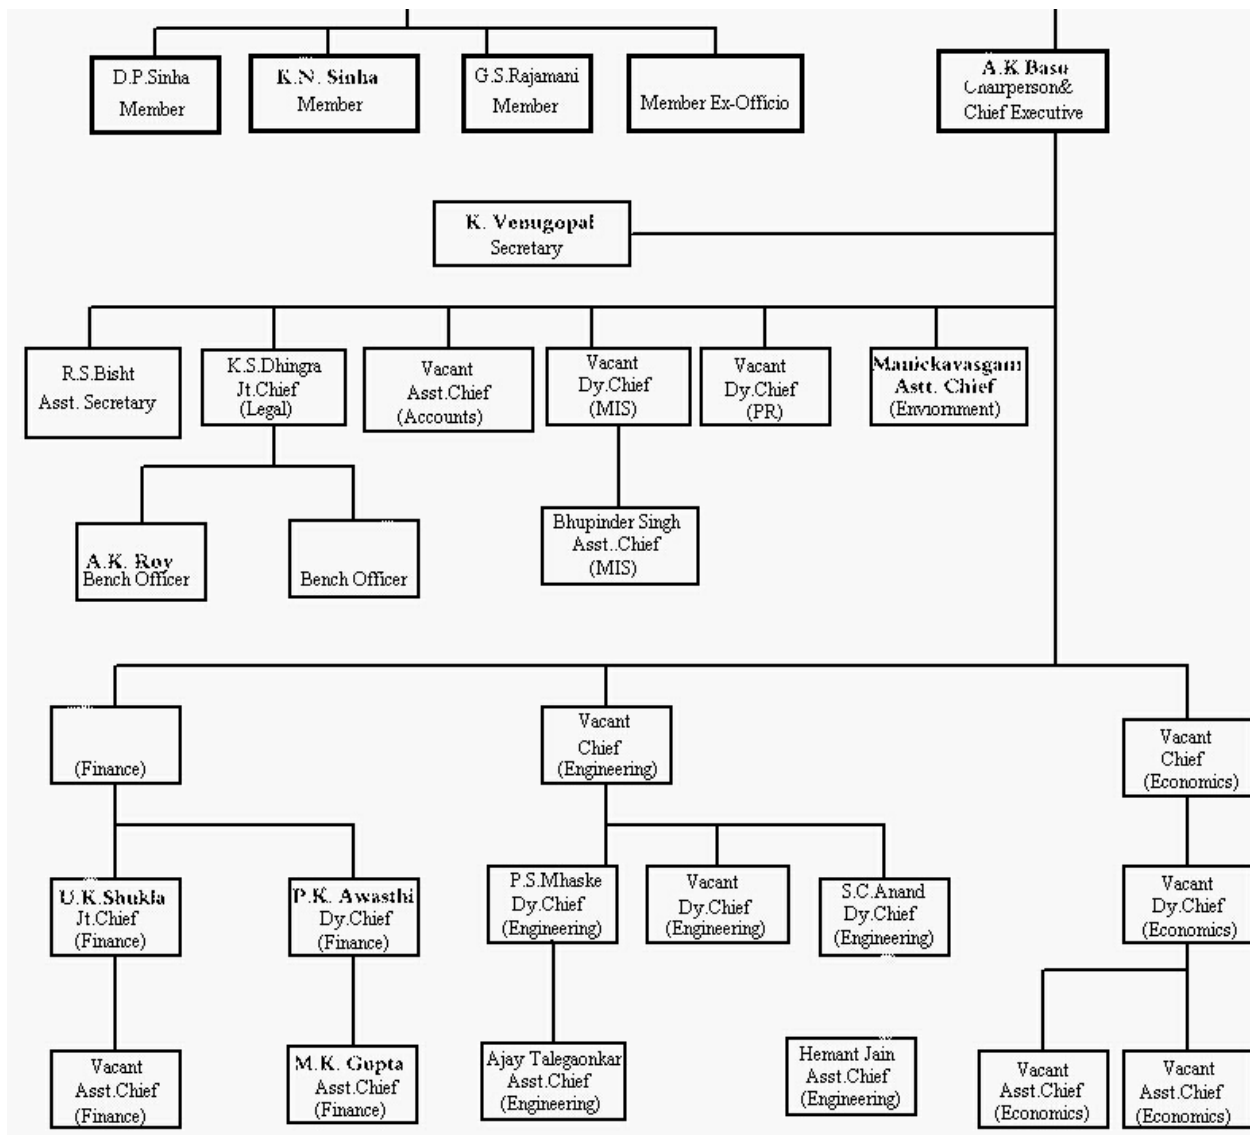 D.P.Sinha
Member
K.N. Sinha
Member
G.S.Rajamani
Member
Member Ex-Officio
A.K Basu
Chairperson&
Chief Executive
K. Venugopal
Secretary
R.S.Bisht
Asst. Secretary
K.S.Dhingra
Jt.Chief
(Legal)
Vacant
Asst.Chief
(Accounts)
Vacant
Dy.Chief
(MIS)
Vacant
Dy.Chief
(PR)
Manickavasgam
Astt. Chief
(Enviornment)
A.K. Roy
Bench Officer
Bench Officer
Bhupinder Singh
Asst..Chief
(MIS)
(Finance)
Vacant
Chief
(Engineering)
Vacant
Chief
(Economics)
U.K.Shukla
Jt.Chief
(Finance)
P.K. Awasthi
Dy.Chief
(Finance)
P.S.Mhaske
Dy.Chief
(Engineering)
Vacant
Dy.Chief
(Engineering)
S.C.Anand
Dy.Chief
(Engineering)
Vacant
Dy.Chief
(Economics)
Vacant
Asst.Chief
(Finance)
M.K. Gupta
Asst.Chief
(Finance)
Ajay Talegaonkar
Asst.Chief
(Engineering)
Hemant Jain
Asst.Chief
(Engineering)
Vacant
Asst.Chief
(Economics)
Vacant
Asst.Chief
(Economics)